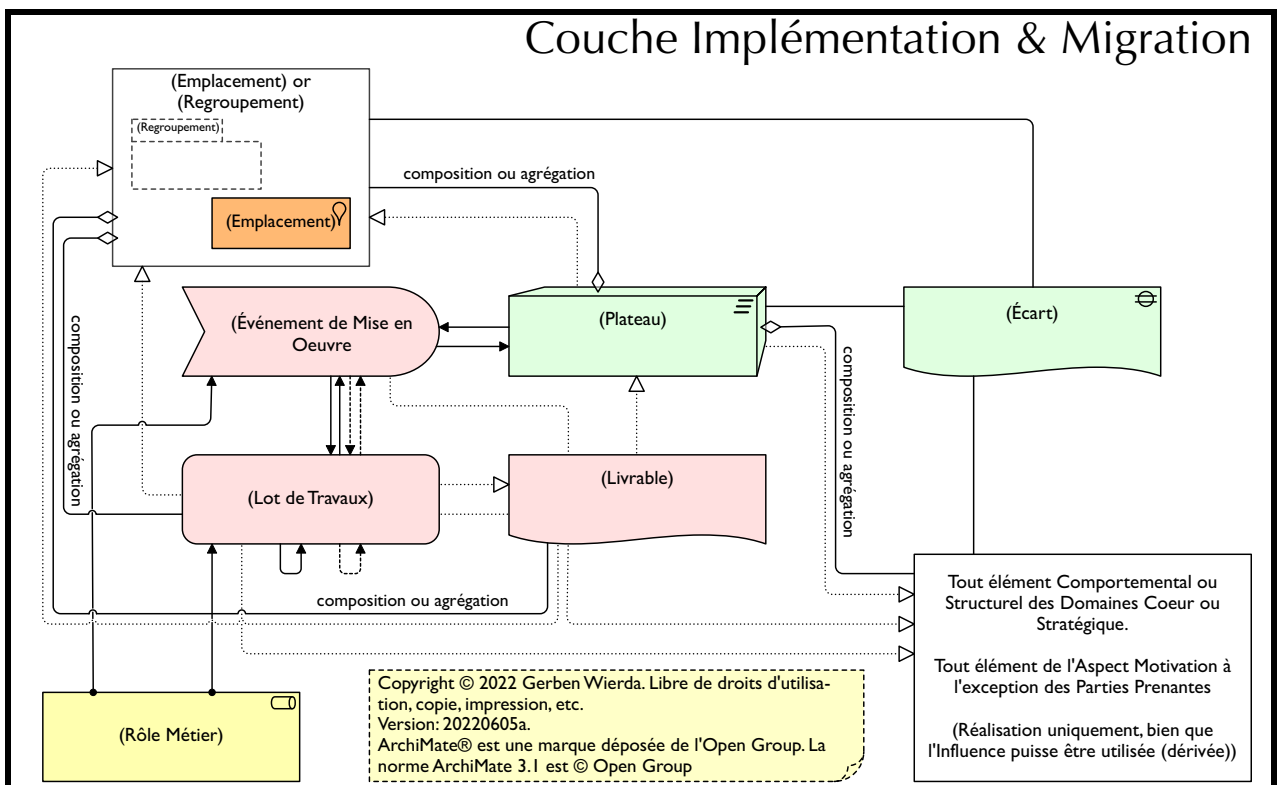 Couche Implémentation & Migration
(Emplacement) or
(Regroupement)
(Regroupement)
(Emplacement)
composition ou agrégation
(Événement de Mise en
Oeuvre
(Plateau)
(Écart)
composition ou agrégation
composition ou agrégation
(Lot de Travaux)
(Livrable)
composition ou agrégation
Tout élément Comportemental ou
Structurel des Domaines Coeur ou
Stratégique.
Tout élément de l'Aspect Motivation à
l'exception des Parties Prenantes
(Réalisation uniquement, bien que
l'Influence puisse être utilisée (dérivée))
(Rôle Métier)
Copyright © 2022 Gerben Wierda. Libre de droits d'utilisa-
tion, copie, impression, etc.
Version: 20220605a.
ArchiMate® est une marque déposée de l'Open Group. La
norme ArchiMate 3.1 est © Open Group